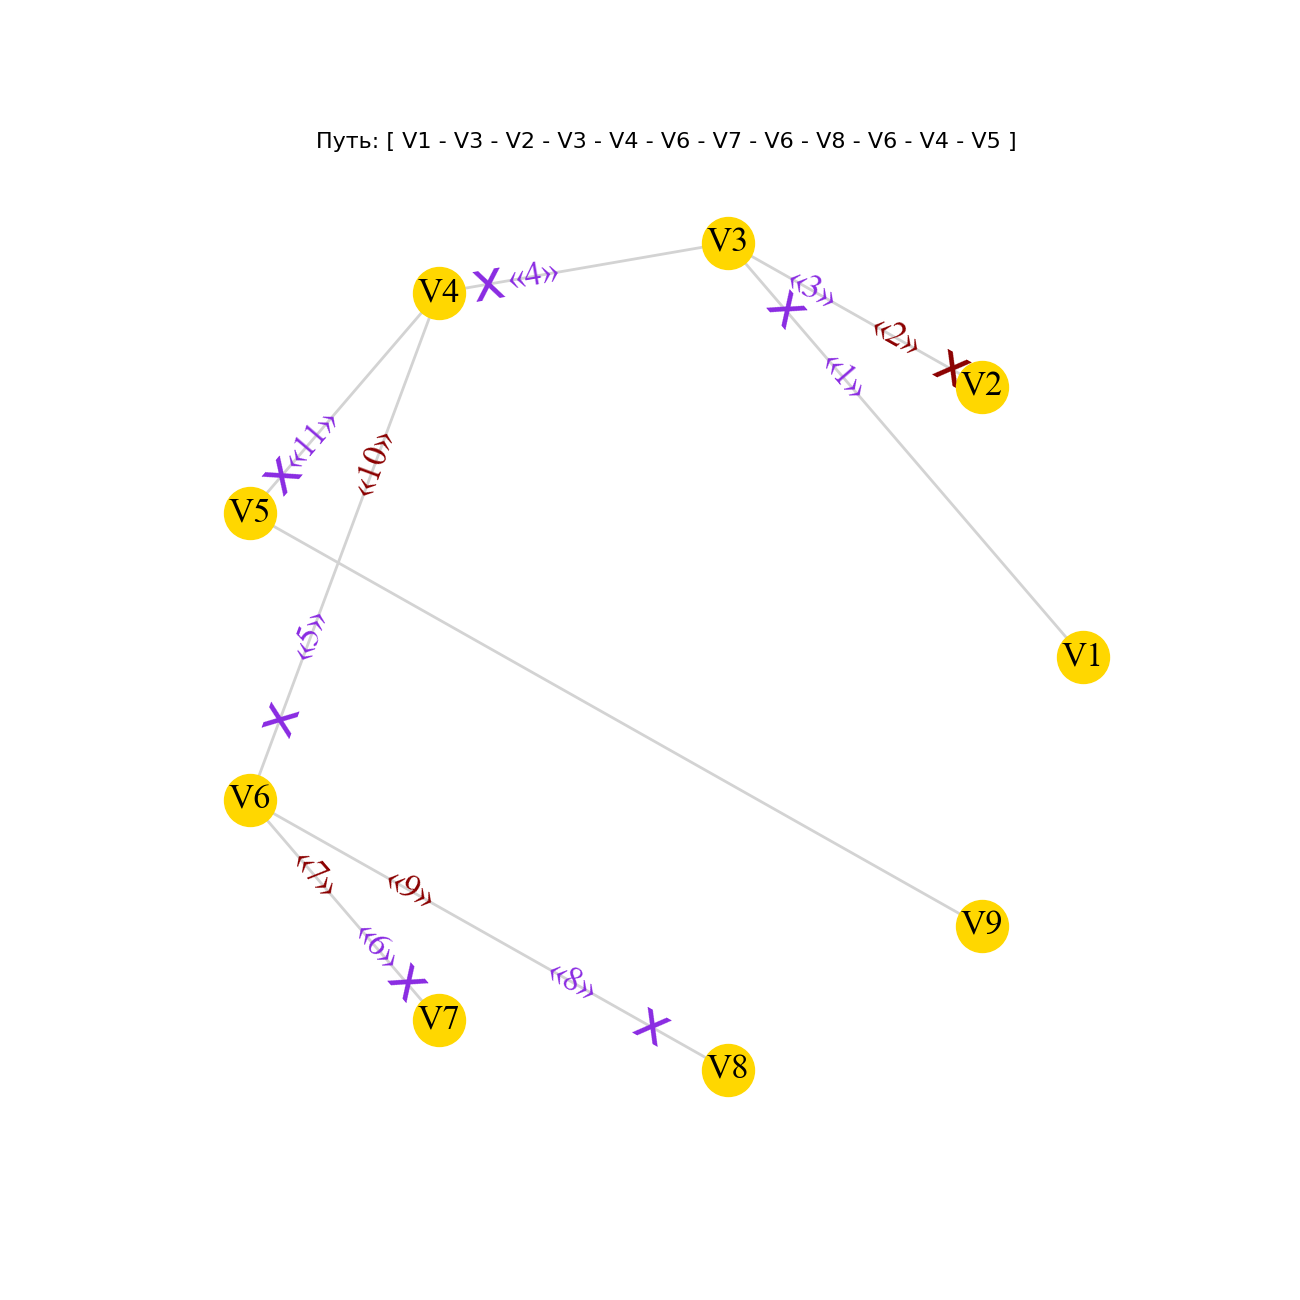 Путь: [ V1 - V3 - V2 - V3 - V4 - V6 - V7 - V6 - V8 - V6 - V4 - V5 ]
V3
V4
X
«4»
«3»
X
«1»
«2»
X
V2
«11»
X
«10»
V5
«5»
V1
X
V6
«7»
«9»
V9
«6»
X
«8»
V7
X
V8